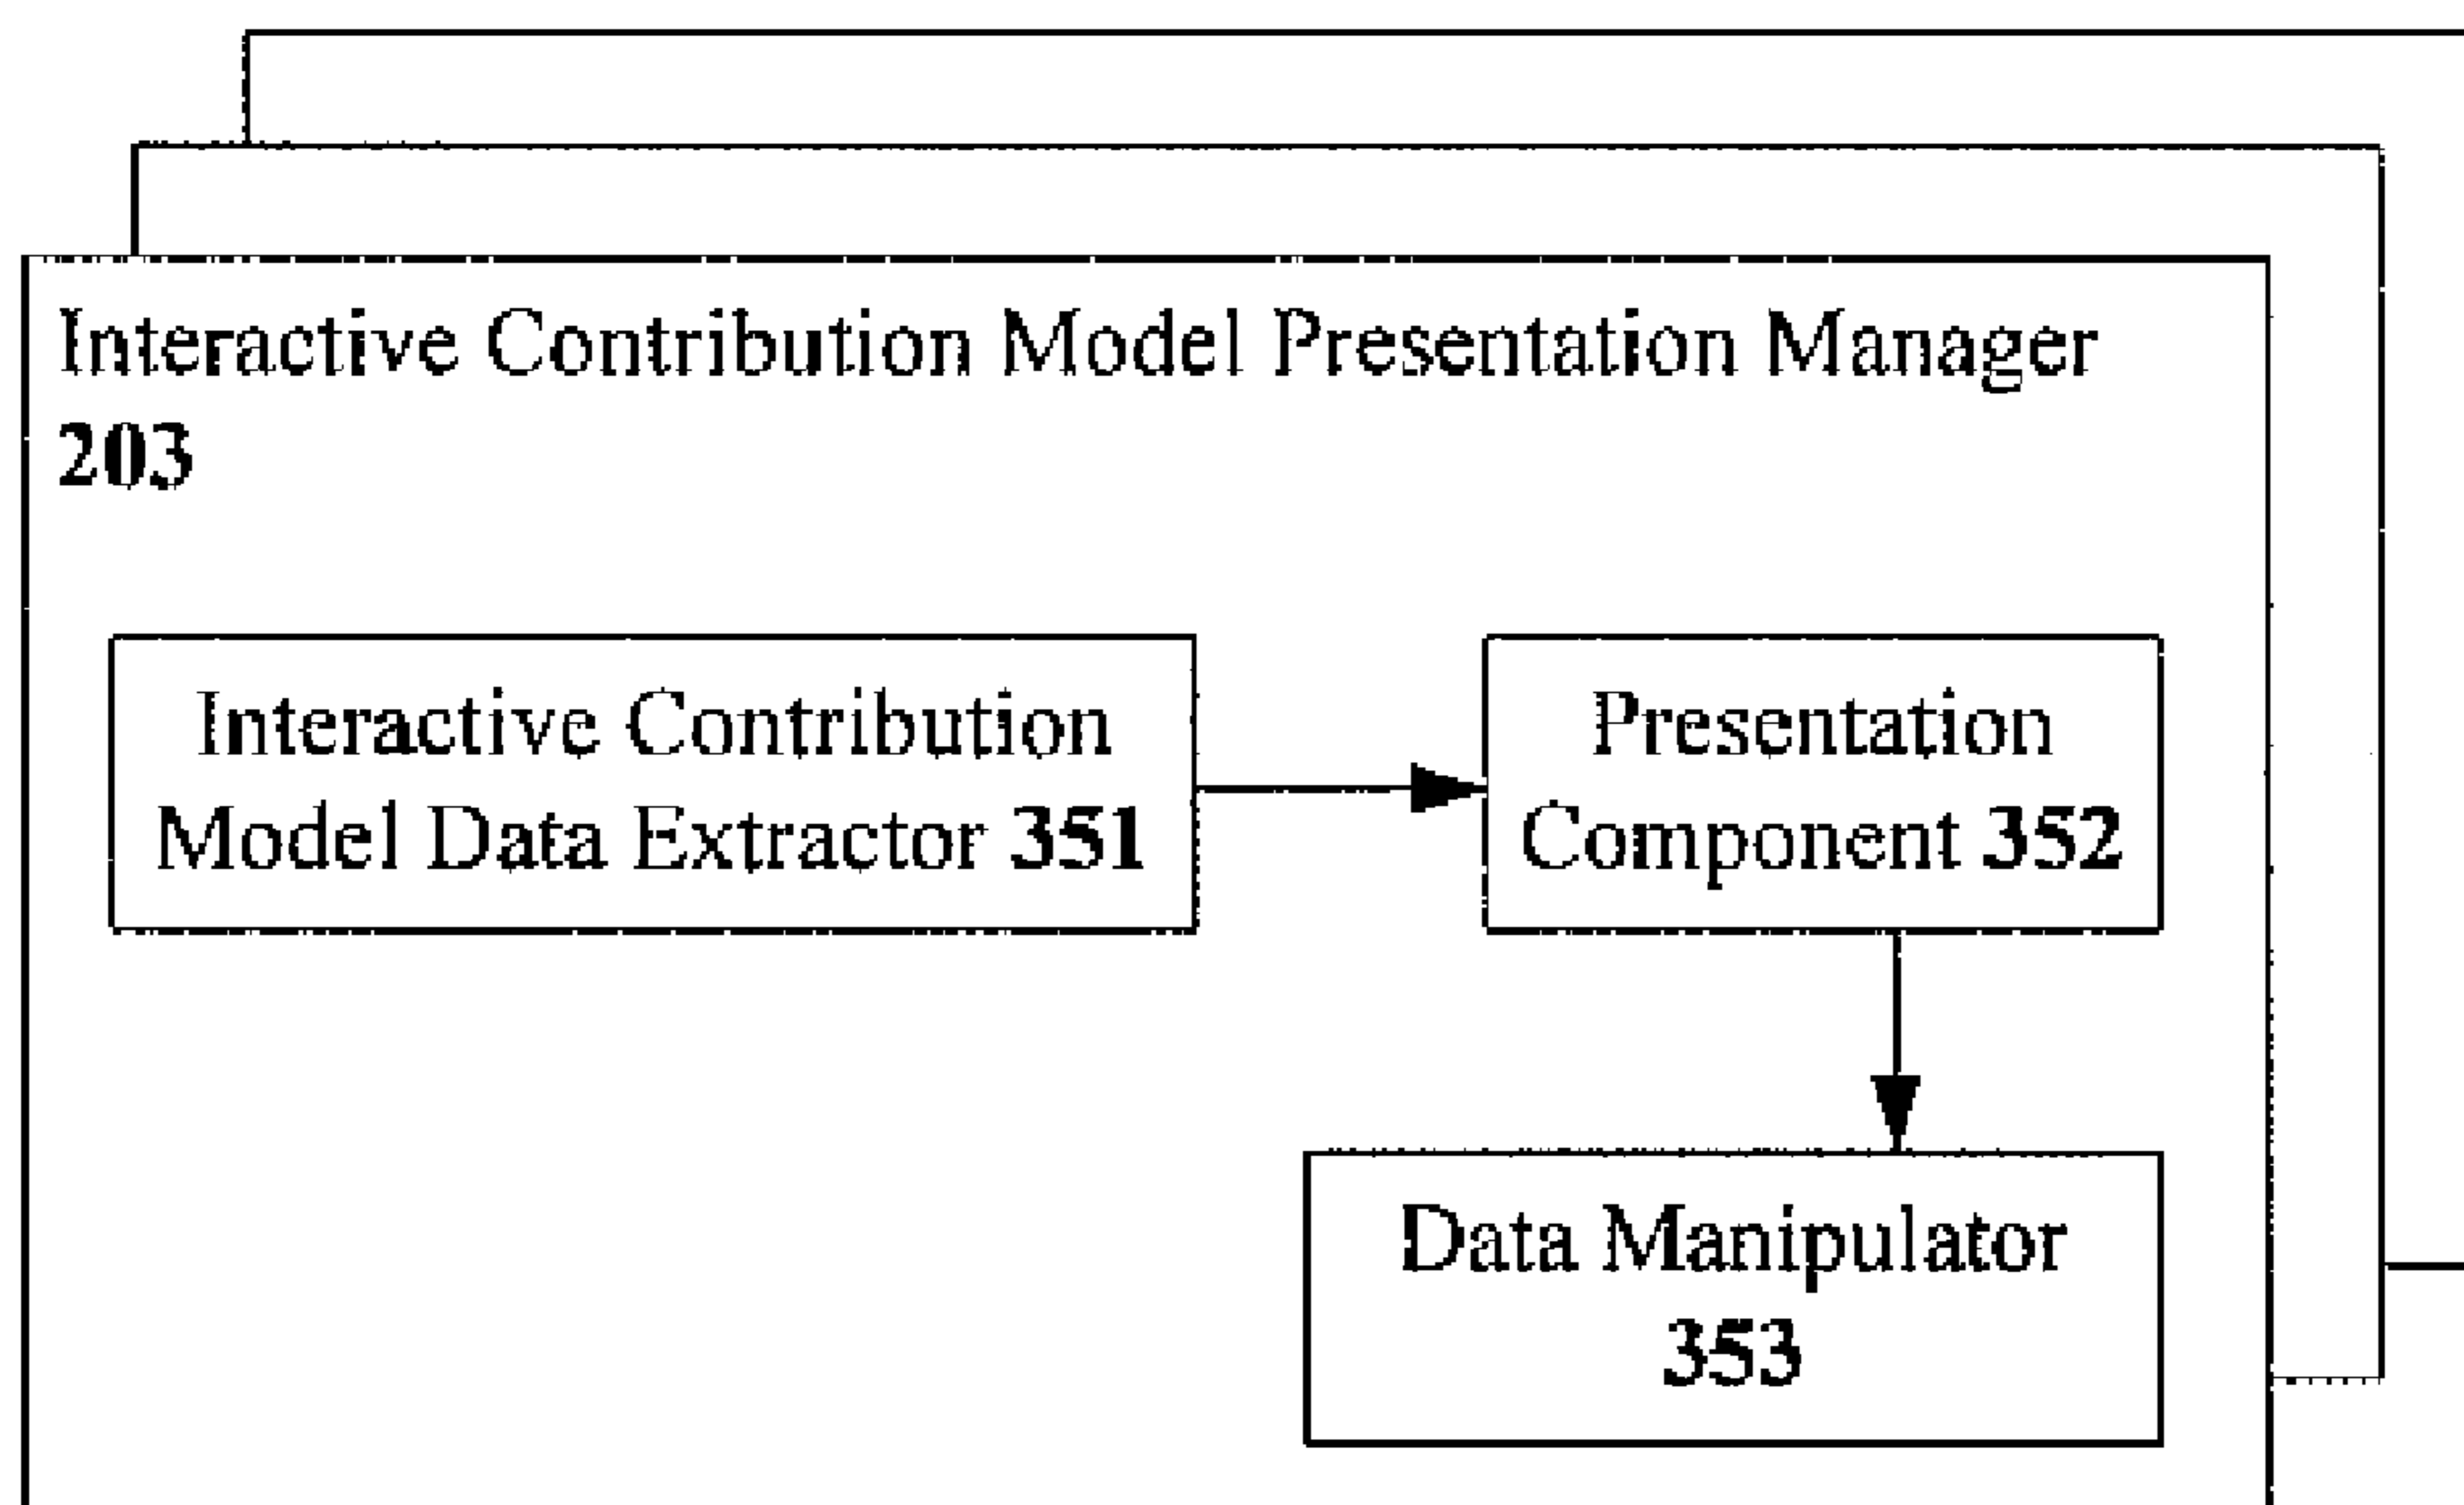 Interactive Contribution Model Presentation Manager
203
Interactive Contribution
Model Data Extractor 351
Presentation
Component 352
Data Manipulator
353